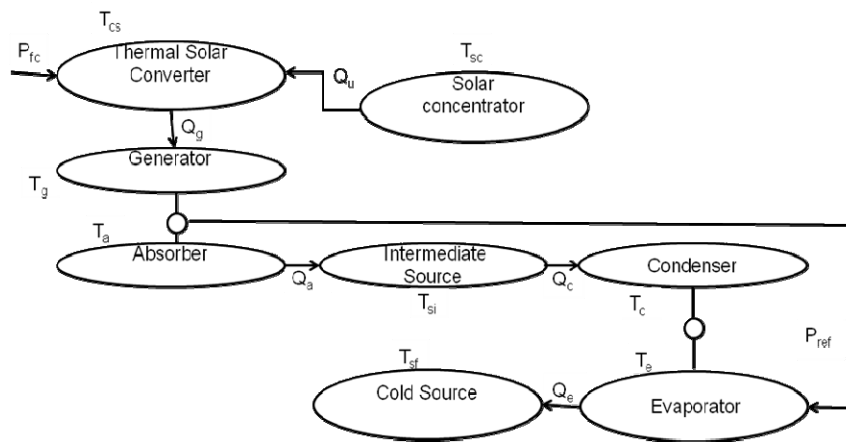 T_cs
P_fc
Thermal Solar
Converter
T_sc
Q_u
Solar
concentrator
Q_g
Generator
T_g
T_a
Absorber
Intermediate
Source
Condenser
Q_a
Q_c
T_si
T_c
P_ref
T_sf
T_e
Cold Source
Q_e
Evaporator